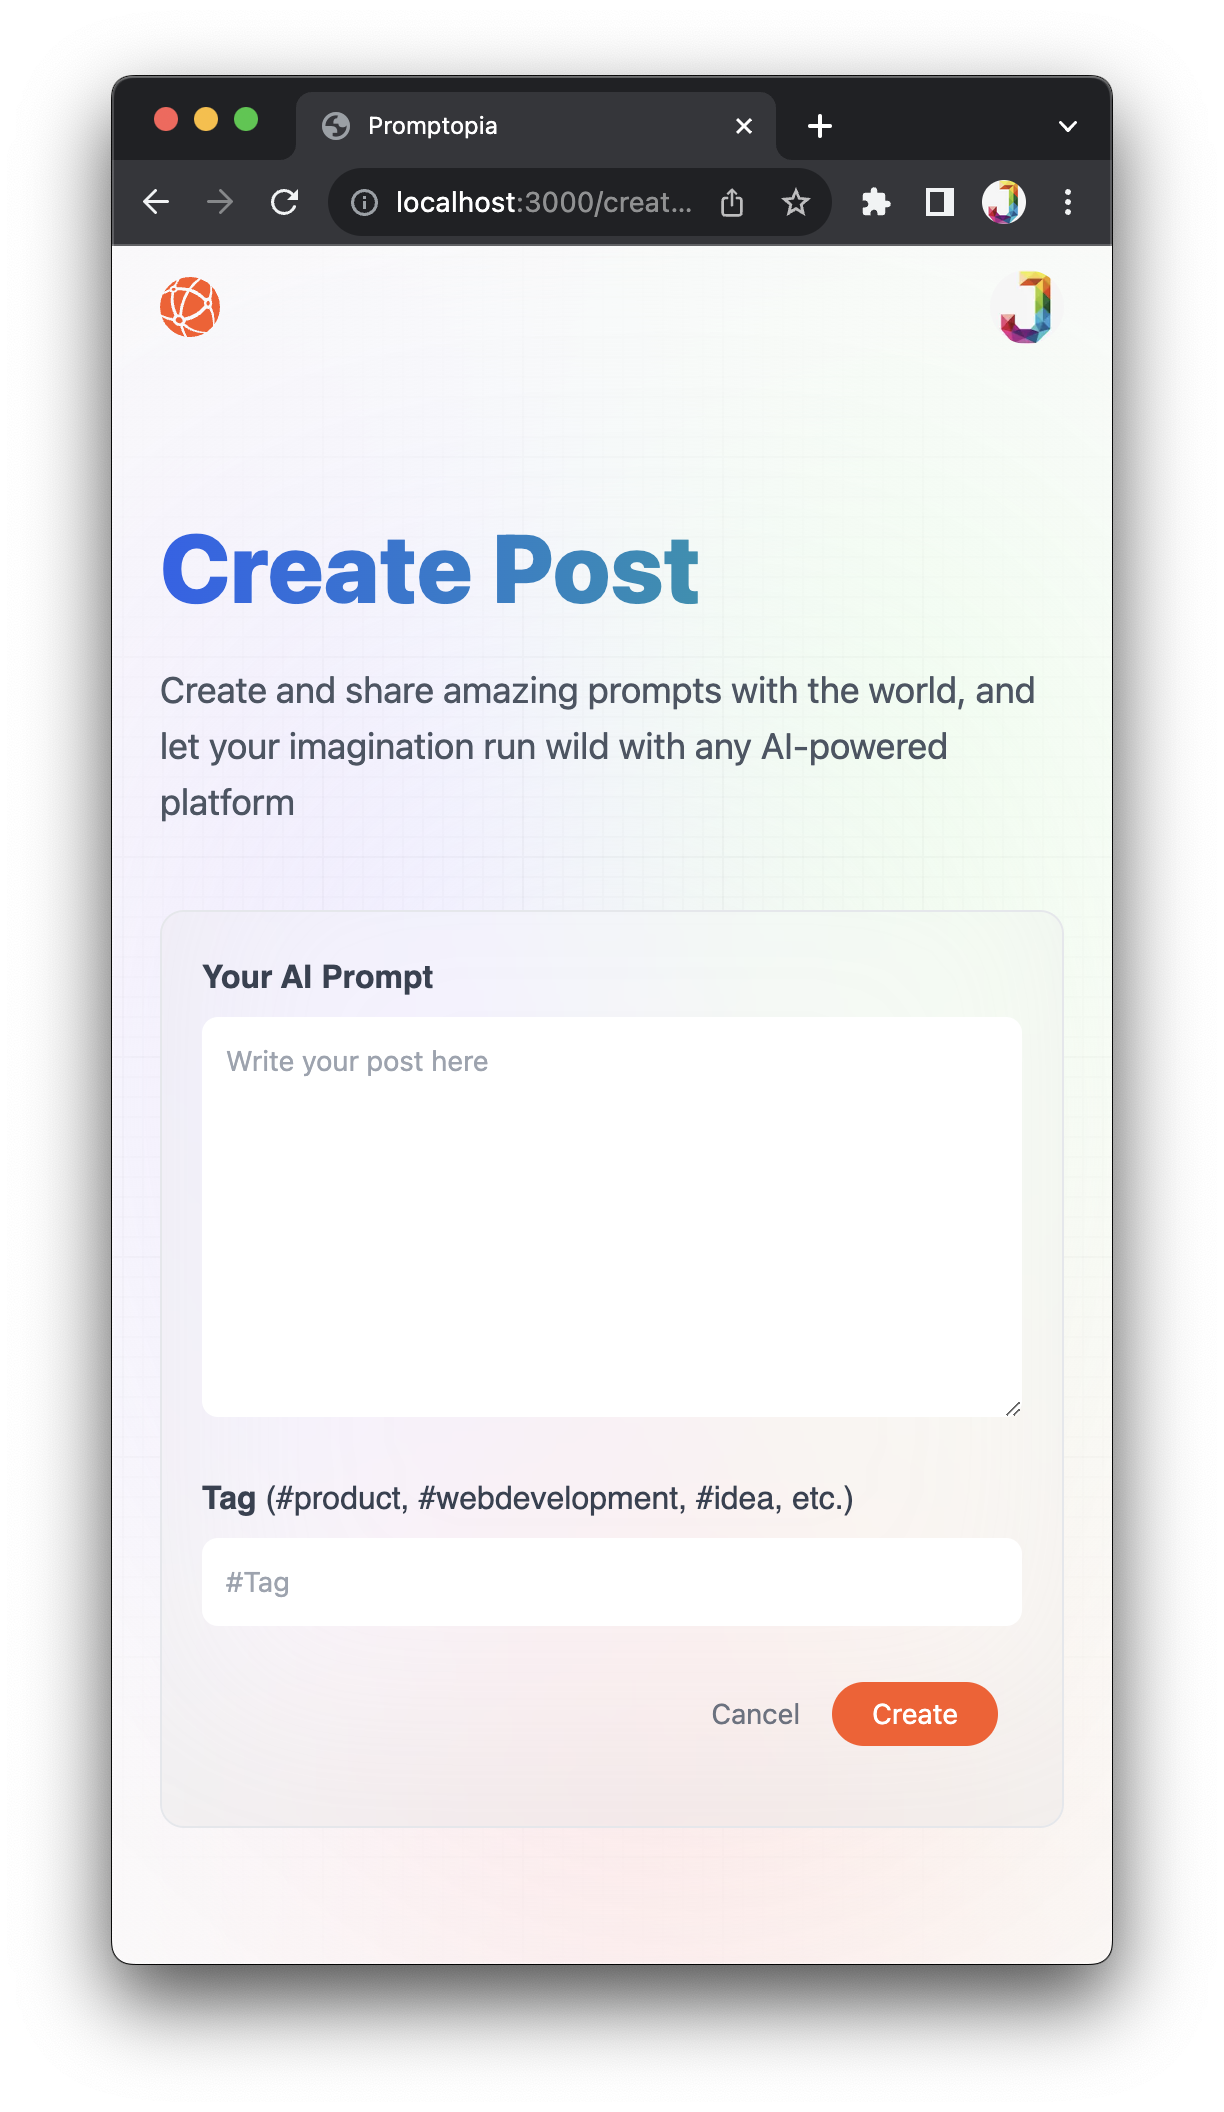 Promptopia
localhost:3000/creat...
Create Post
Create and share amazing prompts with the world, and
let your imagination run wild with any AI-powered
platform
Your AI Prompt
Write your post here
Tag (#product, #webdevelopment, #idea, etc.)
#Tag
Cancel Create